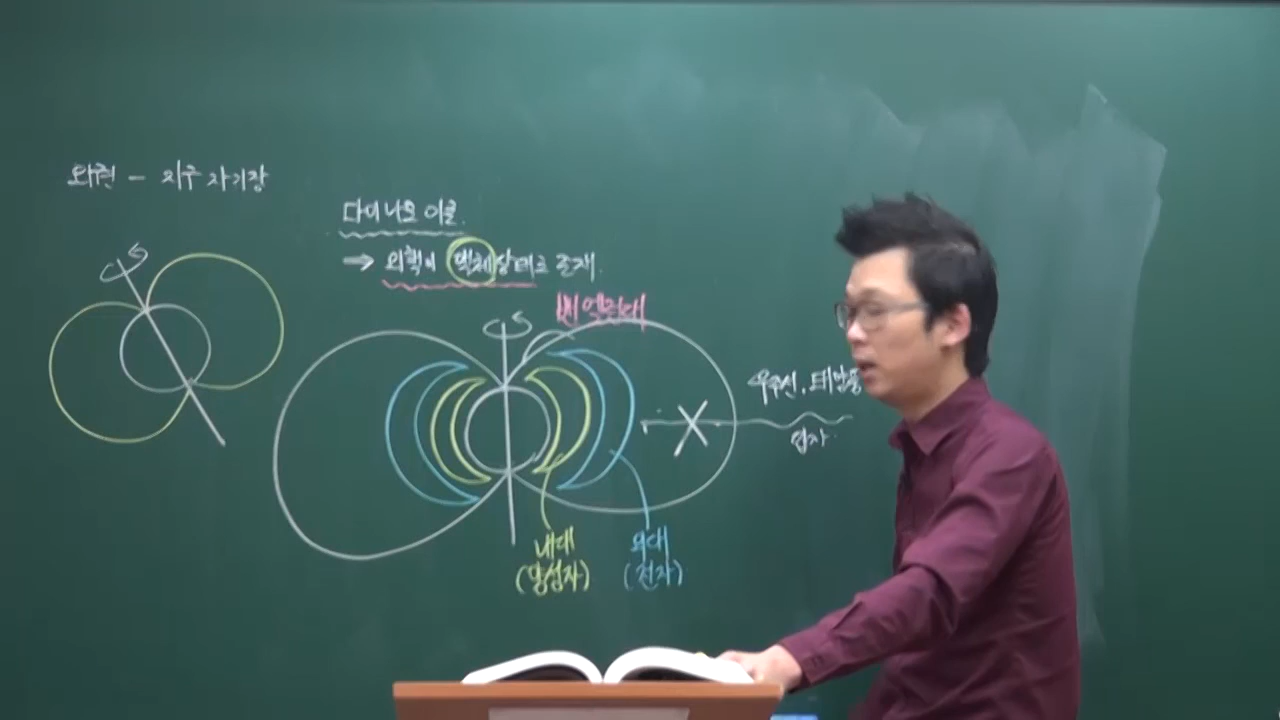 외권 - 지구 자기장
다이나모 이론.
⇒ 외핵이 액체상태로 존재.
밴앨런대
우주선, 태양풍
입자.
내대
(양성자)
외대
(전자)